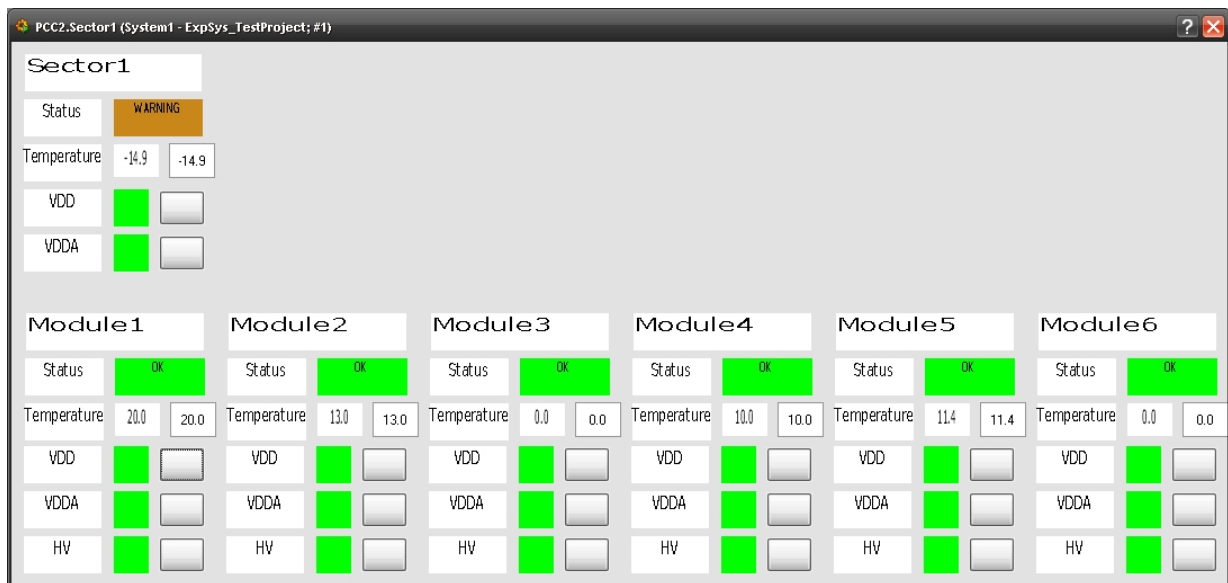 PCC2.Sector1 (System1 - ExpSys_TestProject; #1)
?
Sector1
Status WARNING
Temperature -14.9 -14.9
VDD
VDDA
Module1 Module2 Module3 Module4 Module5 Module6
Status OK Status OK Status OK Status OK Status OK Status OK
Temperature 20.0 20.0 Temperature 13.0 13.0 Temperature 0.0 0.0 Temperature 10.0 10.0 Temperature 11.4 11.4 Temperature 0.0 0.0
VDD VDD VDD VDD VDD VDD
VDDA VDDA VDDA VDDA VDDA VDDA
HV HV HV HV HV HV